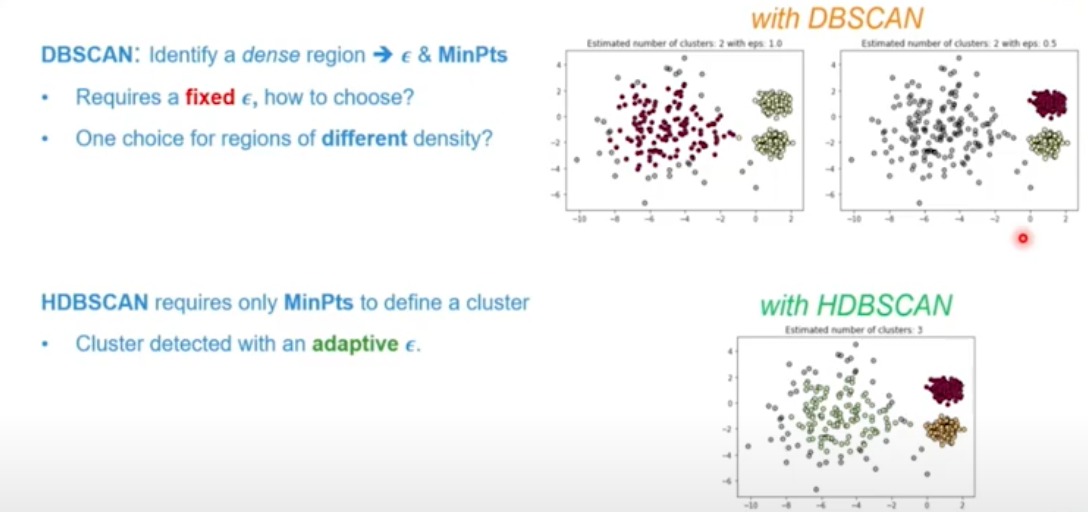 with DBSCAN
DBSCAN: Identify a dense region ➔ ϵ & MinPts
• Requires a fixed ϵ, how to choose?
• One choice for regions of different density?
Estimated number of clusters: 2 with eps: 1.0
4
2
0
−2
−4
−6
−10 −8 −6 −4 −2 0 2
Estimated number of clusters: 2 with eps: 0.5
4
2
0
−2
−4
−6
−10 −8 −6 −4 −2 0 2
HDBSCAN requires only MinPts to define a cluster
• Cluster detected with an adaptive ϵ.
with HDBSCAN
Estimated number of clusters: 3
4
2
0
−2
−4
−6
−10 −8 −6 −4 −2 0 2